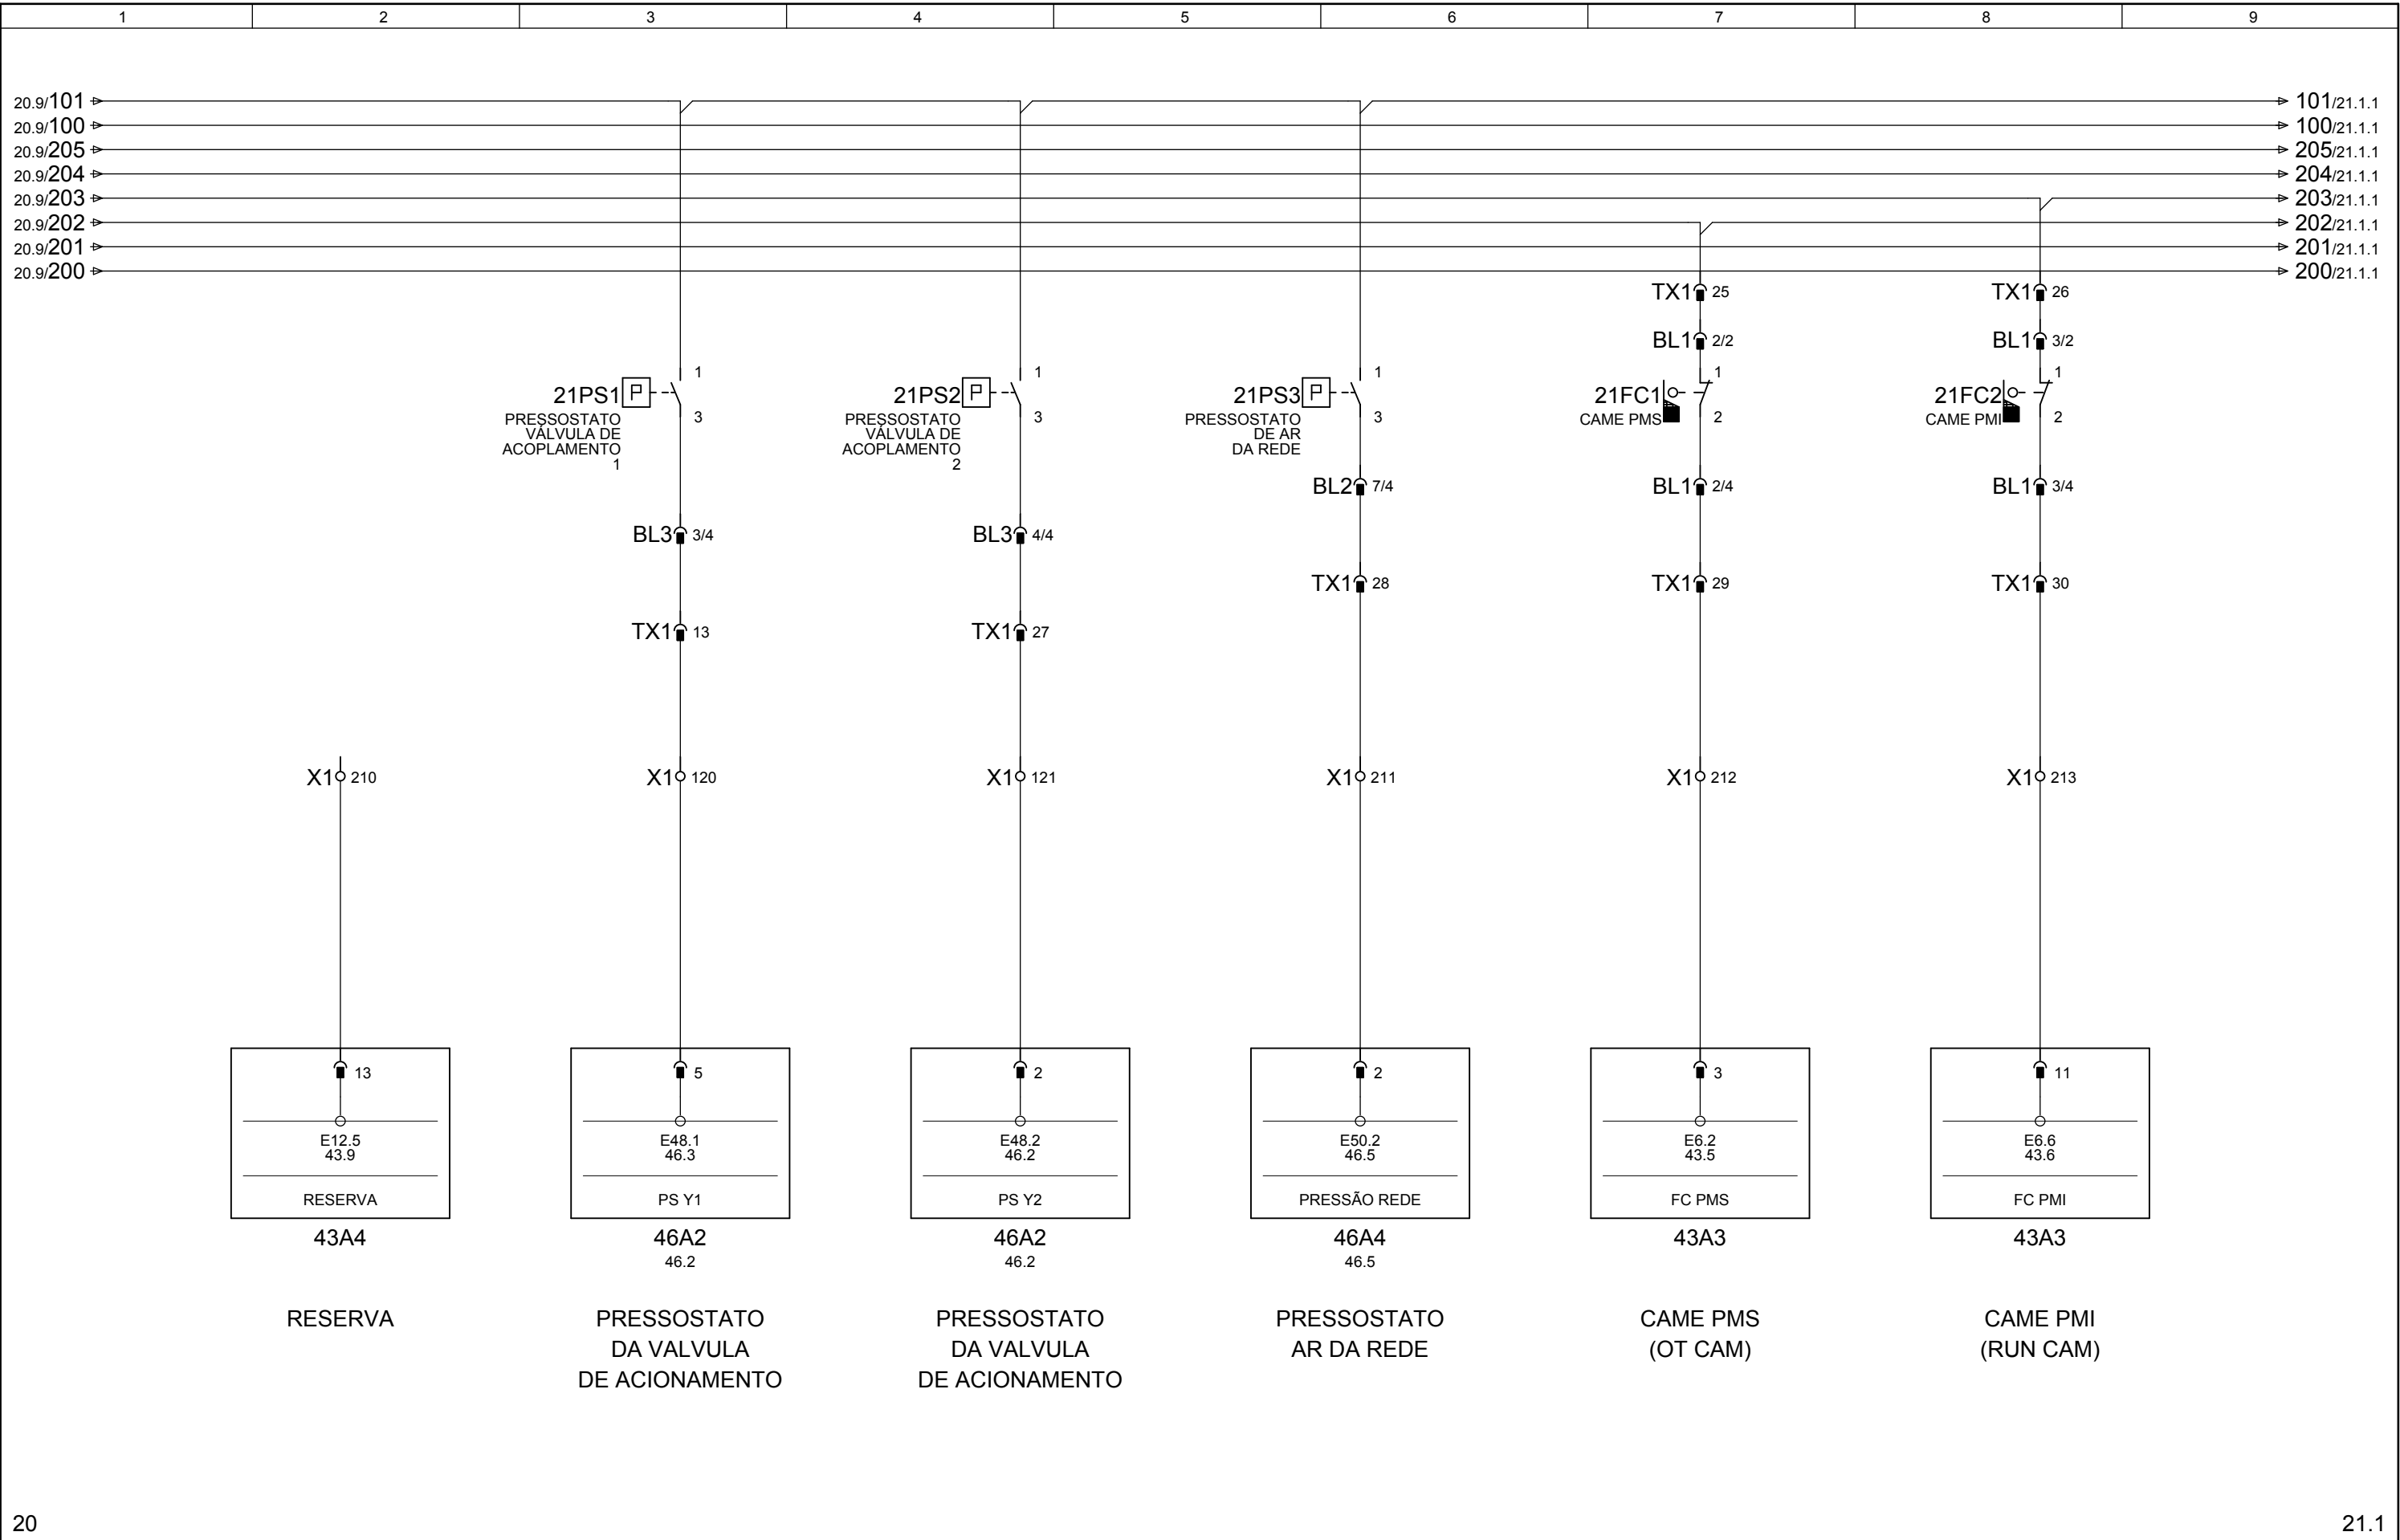 1 2 3 4 5 6 7 8 9
20.9/101 101/21.1.1
20.9/100 100/21.1.1
20.9/205 205/21.1.1
20.9/204 204/21.1.1
20.9/203 203/21.1.1
20.9/202 202/21.1.1
20.9/201 201/21.1.1
20.9/200 200/21.1.1
TX1 25
TX1 26
BL1 2/2
BL1 3/2
21PS1 P 1
3
PRESSOSTATO
VÁLVULA DE
ACOPLAMENTO
1
21PS2 P 1
3
PRESSOSTATO
VÁLVULA DE
ACOPLAMENTO
2
21PS3 P 1
3
PRESSOSTATO
DE AR
DA REDE
21FC1 1
CAME PMS 2
21FC2 1
CAME PMI 2
BL2 7/4
BL1 2/4
BL1 3/4
BL3 3/4
BL3 4/4
TX1 28
TX1 29
TX1 30
TX1 13
TX1 27
X1 210
X1 120
X1 121
X1 211
X1 212
X1 213
13
E12.5
43.9
RESERVA
43A4
RESERVA
5
E48.1
46.3
PS Y1
46A2
46.2
PRESSOSTATO
DA VALVULA
DE ACIONAMENTO
2
E48.2
46.2
PS Y2
46A2
46.2
PRESSOSTATO
DA VALVULA
DE ACIONAMENTO
2
E50.2
46.5
PRESSÃO REDE
46A4
46.5
PRESSOSTATO
AR DA REDE
3
E6.2
43.5
FC PMS
43A3
CAME PMS
(OT CAM)
11
E6.6
43.6
FC PMI
43A3
CAME PMI
(RUN CAM)
20 21.1